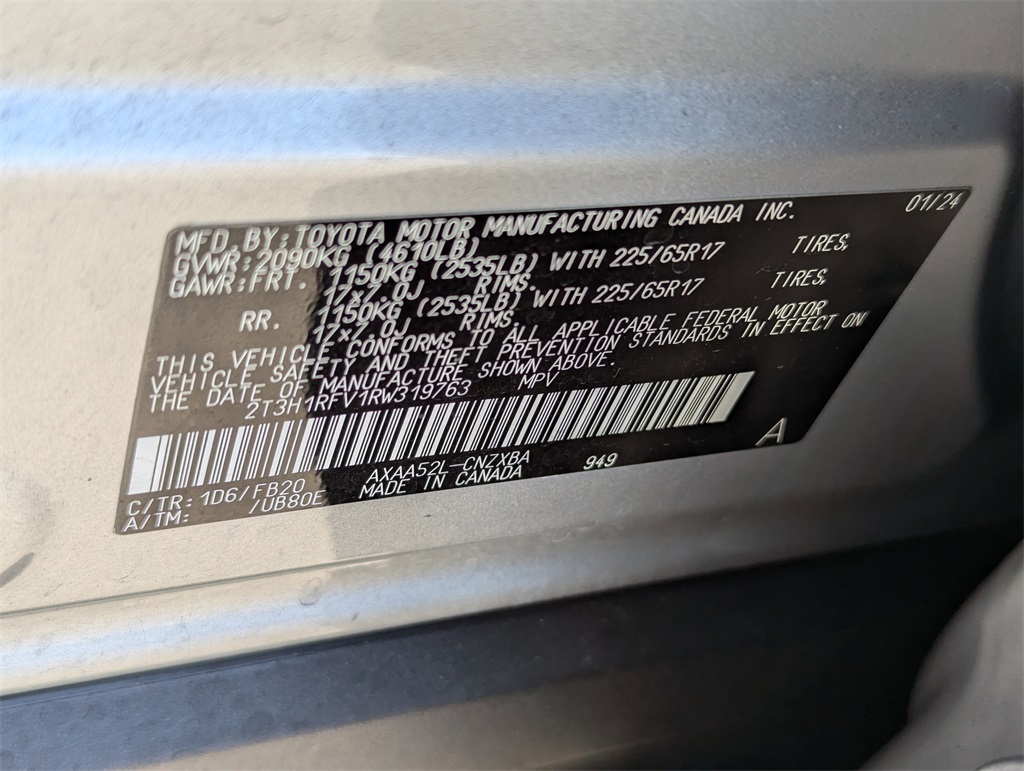 MFD. BY: TOYOTA MOTOR MANUFACTURING CANADA INC. 01/24
GVWR: 2090KG (4610LB)
GAWR: FRT. 1150KG (2535LB) WITH 225/65R17 TIRES,
17x7.0J RIMS.
RR. 1150KG (2535LB) WITH 225/65R17 TIRES,
17x7.0J RIMS.
THIS VEHICLE CONFORMS TO ALL APPLICABLE FEDERAL MOTOR
VEHICLE SAFETY AND THEFT PREVENTION STANDARDS IN EFFECT ON
THE DATE OF MANUFACTURE SHOWN ABOVE.
2T3H1RFV1RW319763 MPV
A
C/TR: 1D6/FB20 AXAA52L-CNZXBA 949
A/TM: /UB80E MADE IN CANADA